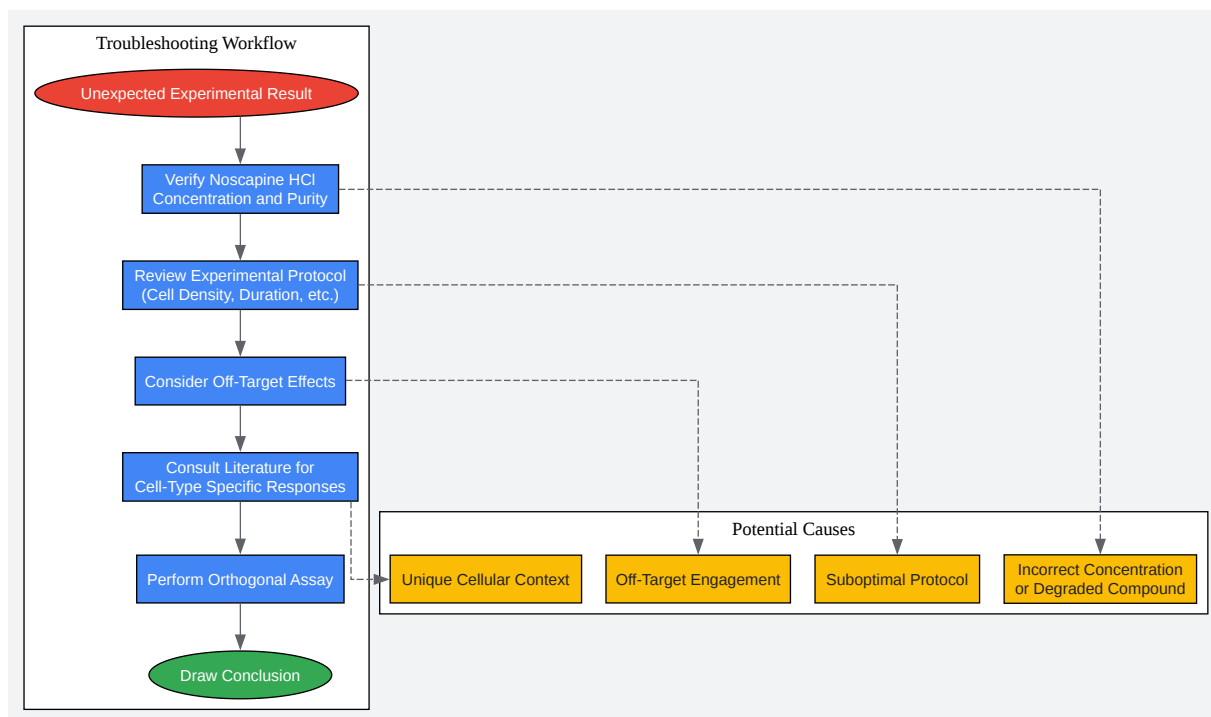 Troubleshooting Workflow
Unexpected Experimental Result
Verify Noscapine HCl
Concentration and Purity
Review Experimental Protocol
(Cell Density, Duration, etc.)
Consider Off-Target Effects
Consult Literature for
Cell-Type Specific Responses
Perform Orthogonal Assay
Draw Conclusion
Potential Causes
Unique Cellular Context
Off-Target Engagement
Suboptimal Protocol
Incorrect Concentration
or Degraded Compound